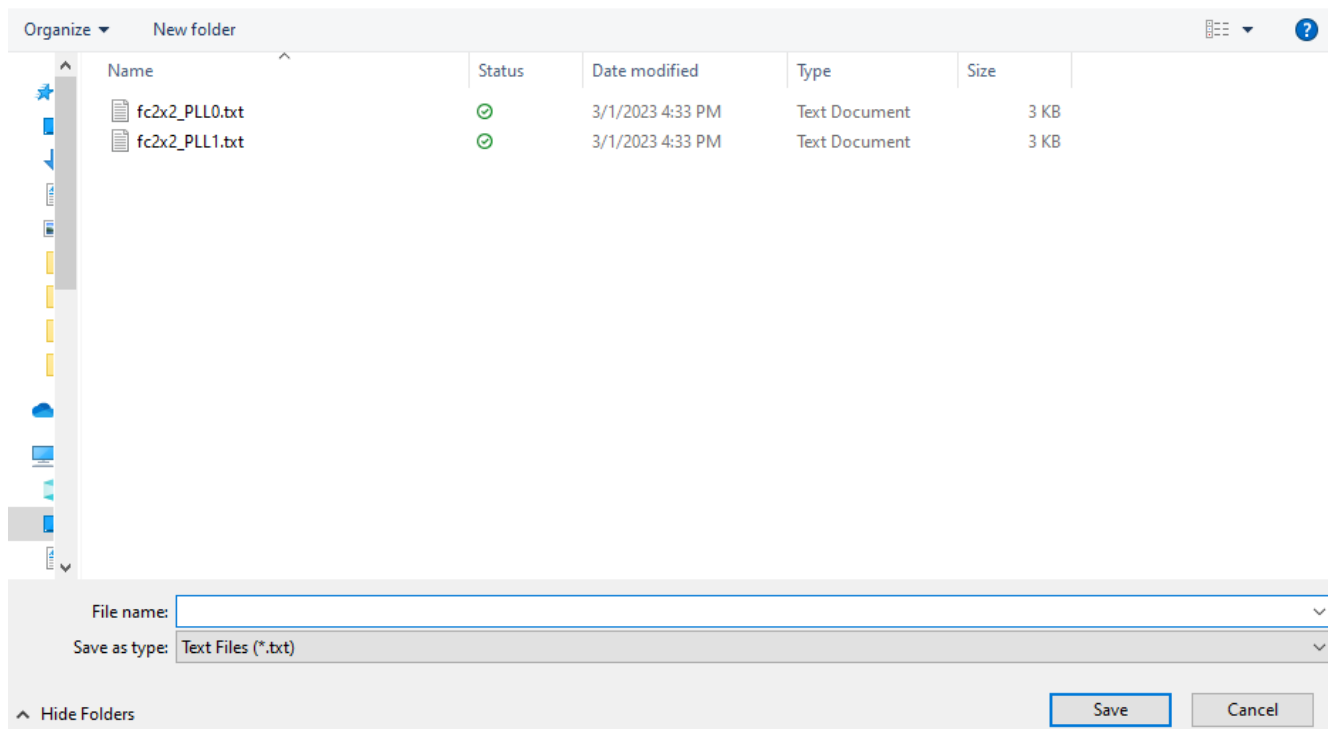 Organize New folder ?
Name Status Date modified Type Size
fc2x2_PLL0.txt 3/1/2023 4:33 PM Text Document 3 KB
fc2x2_PLL1.txt 3/1/2023 4:33 PM Text Document 3 KB
File name:
Save as type: Text Files (*.txt)
Hide Folders Save Cancel